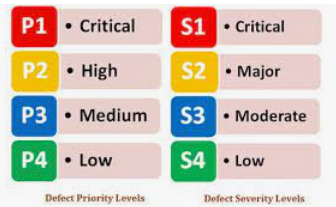 P1 • Critical
P2 • High
P3 • Medium
P4 • Low
Defect Priority Levels
S1 • Critical
S2 • Major
S3 • Moderate
S4 • Low
Defect Severity Levels